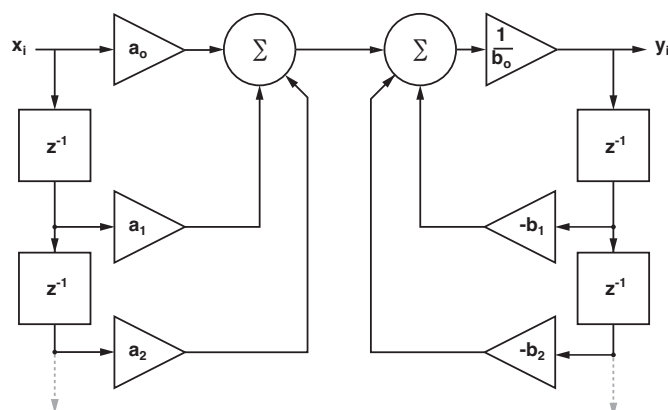 xᵢ aₒ Σ Σ 1/bₒ yᵢ
z⁻¹ z⁻¹
a₁ -b₁
z⁻¹ z⁻¹
a₂ -b₂